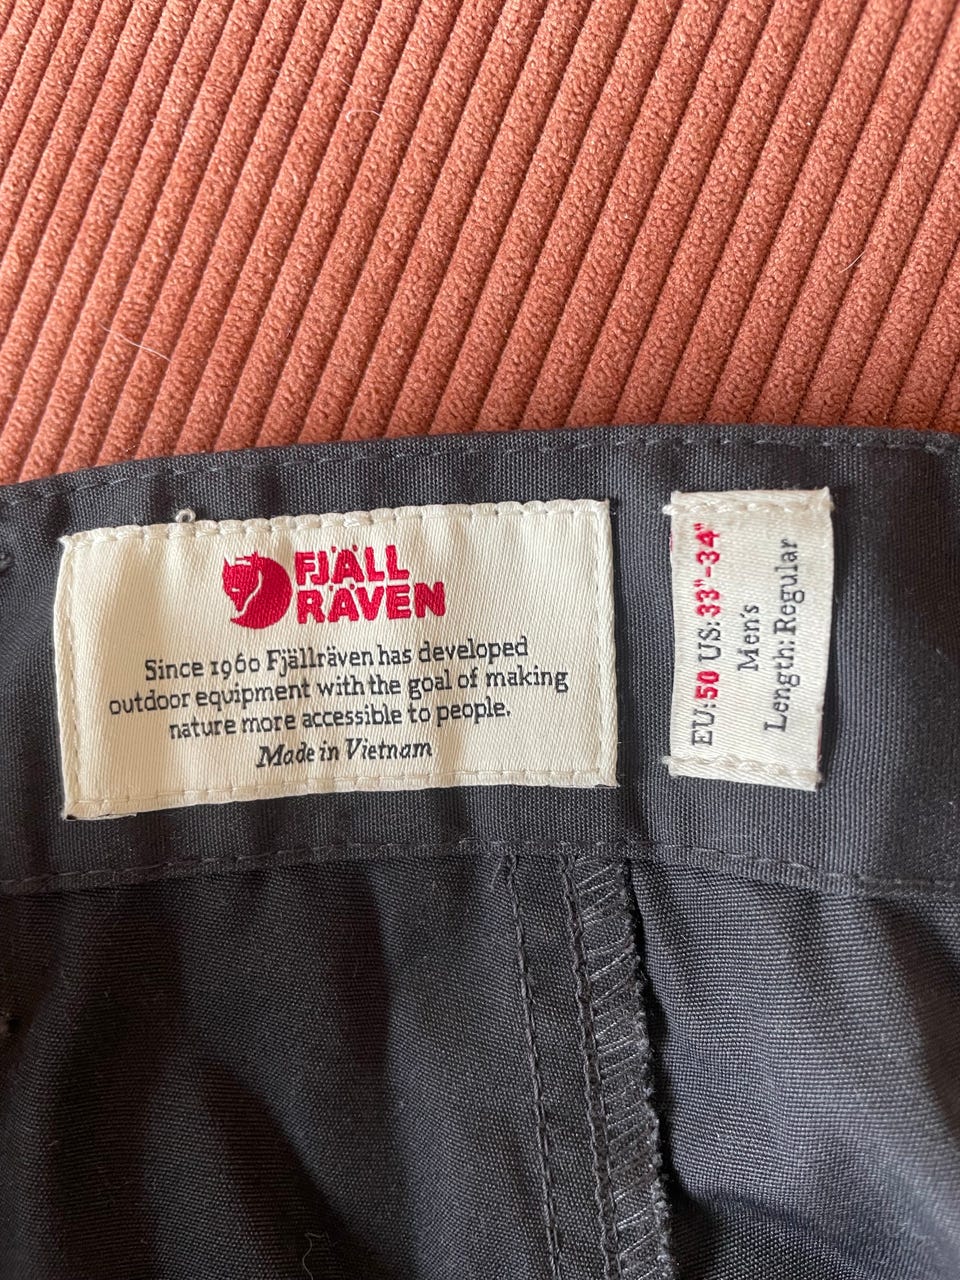 FJÄLL
RÄVEN
Since 1960 Fjällräven has developed
outdoor equipment with the goal of making
nature more accessible to people.
Made in Vietnam
EU:50 US:33"-34"
Men's
Length:Regular